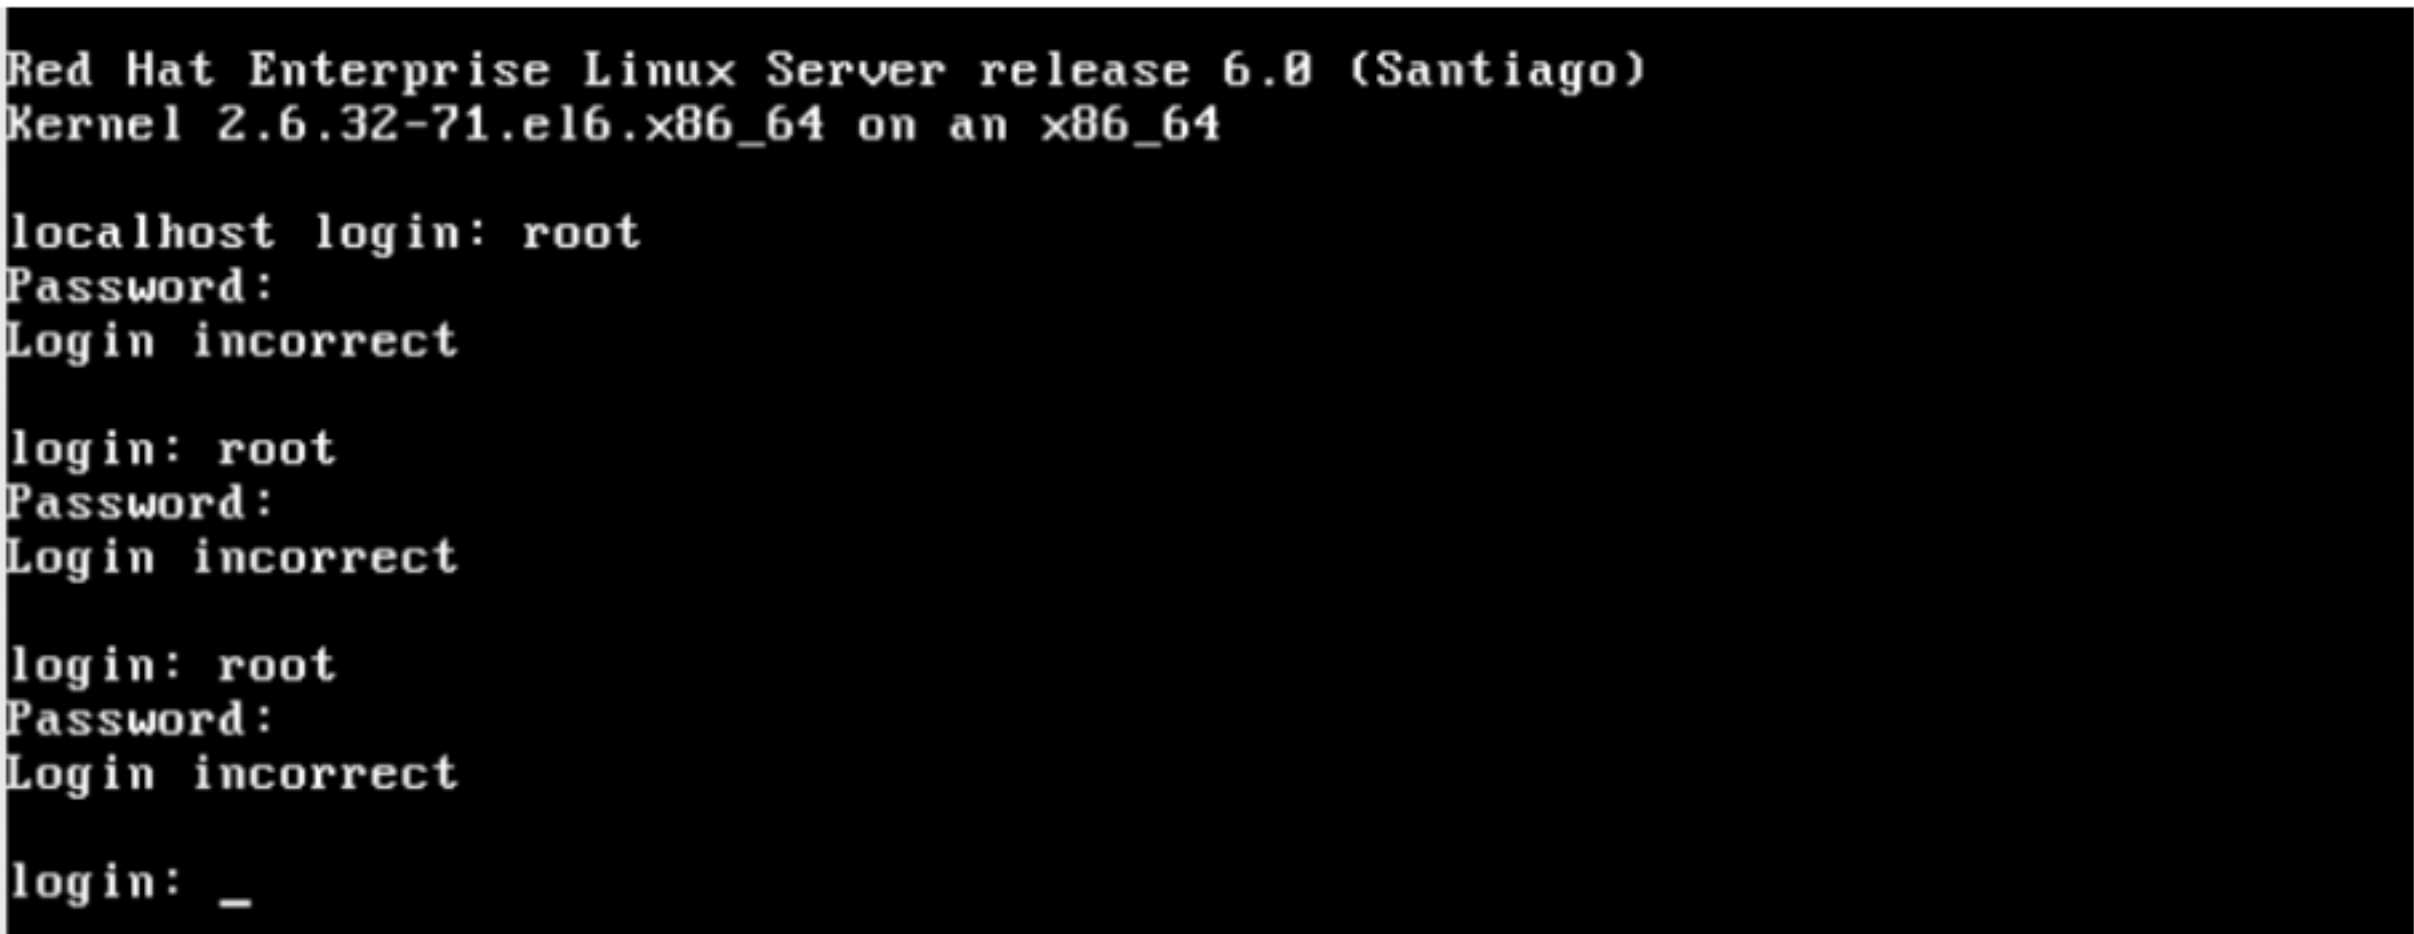 Red Hat Enterprise Linux Server release 6.0 (Santiago)
Kernel 2.6.32-71.el6.x86_64 on an x86_64
localhost login: root
Password:
Login incorrect
login: root
Password:
Login incorrect
login: root
Password:
Login incorrect
login: _